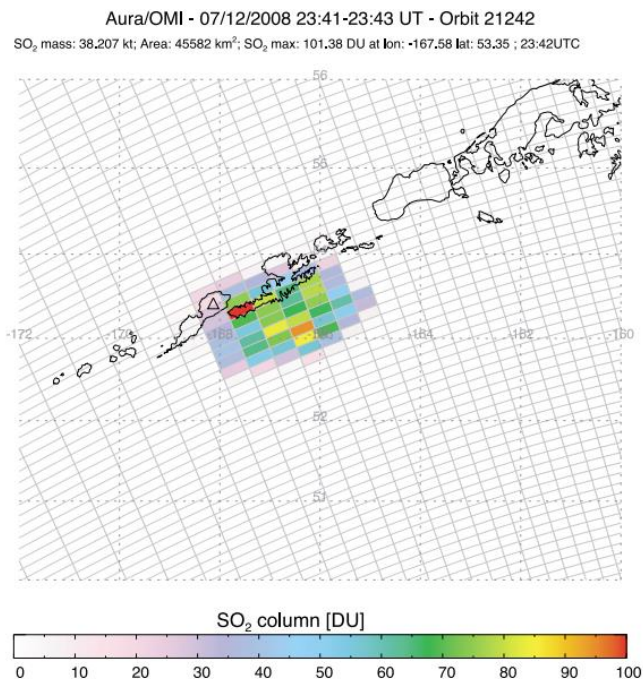 Aura/OMI - 07/12/2008 23:41-23:43 UT - Orbit 21242
SO₂ mass: 38.207 kt; Area: 45582 km²; SO₂ max: 101.38 DU at lon: -167.58 lat: 53.35 ; 23:42UTC
56
55
-172 -170 -168 -166 -164 -162 -160
52
51
SO₂ column [DU]
0 10 20 30 40 50 60 70 80 90 100